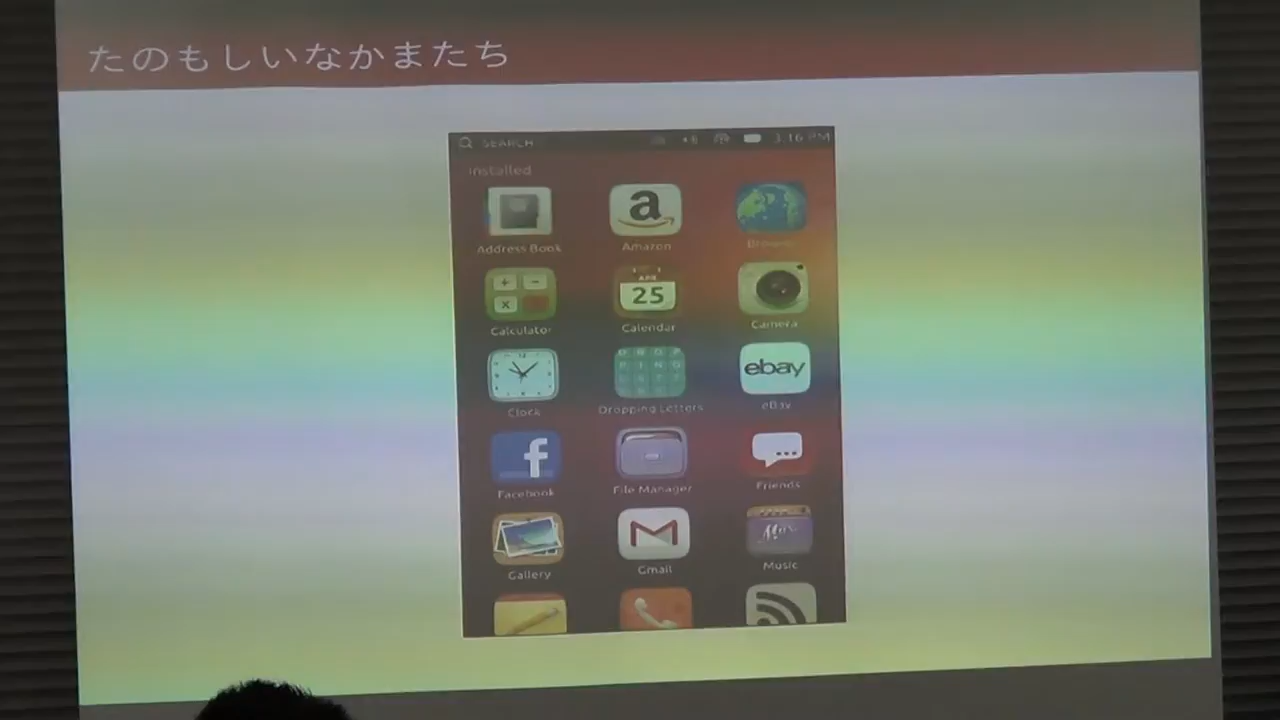 たのもしいなかまたち
SEARCH 3:16 PM
Installed
a
Address Book Amazon Browser
+ − APR
× 25
Calculator Calendar Camera
D R O P
P I N G
ebay
Clock Dropping Letters eBay
f
Facebook File Manager Friends
M
Gallery Gmail Music